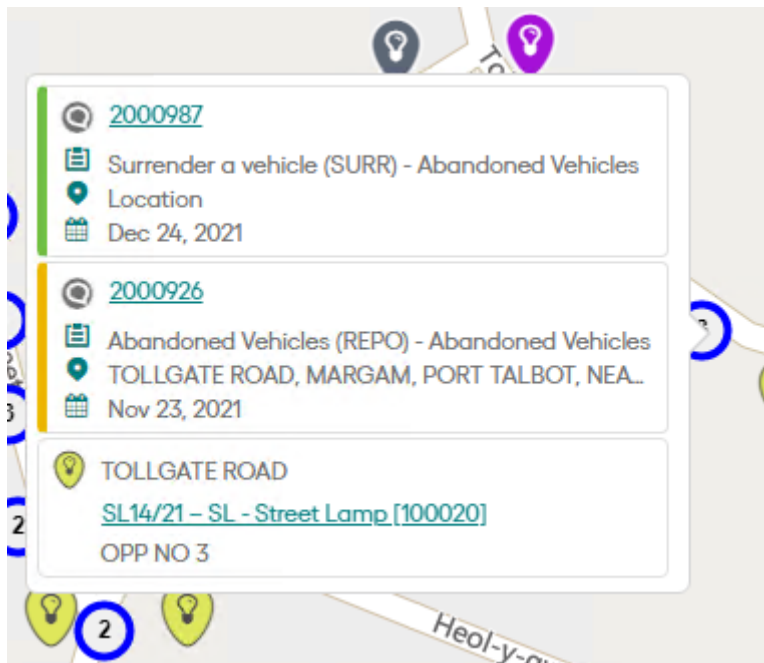 To
2000987
Surrender a vehicle (SURR) - Abandoned Vehicles
Location
Dec 24, 2021
2000926
Abandoned Vehicles (REPO) - Abandoned Vehicles
TOLLGATE ROAD, MARGAM, PORT TALBOT, NEA...
Nov 23, 2021
TOLLGATE ROAD
SL14/21 – SL - Street Lamp [100020]
OPP NO 3
2
2
Heol-y-g